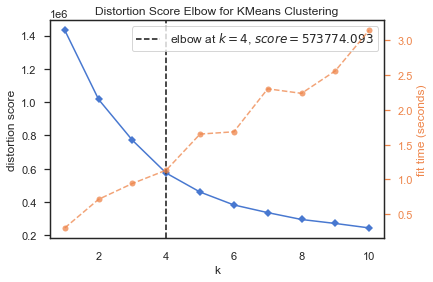 Distortion Score Elbow for KMeans Clustering
1e6
elbow at k = 4, score = 573774.093
1.4
1.2
1.0
0.8
0.6
0.4
0.2
distortion score
3.0
2.5
2.0
1.5
1.0
0.5
fit time (seconds)
2 4 6 8 10
k